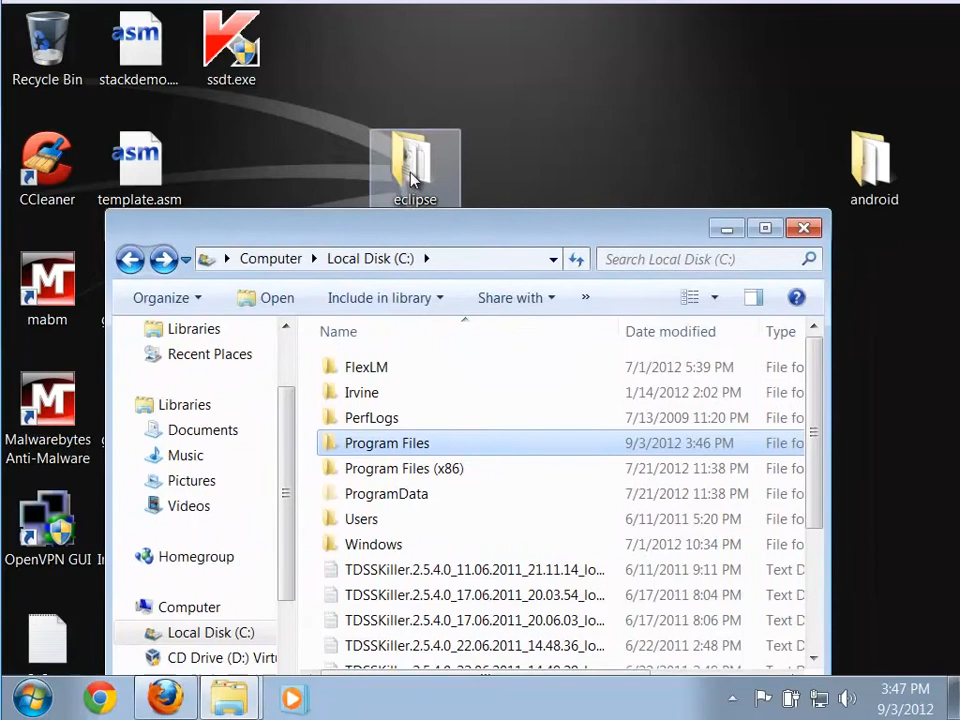 asm
asm
Recycle Bin
stackdemo....
ssdt.exe
CCleaner
template.asm
eclipse
android
mabm
Malwarebytes
Anti-Malware
OpenVPN GUI
Computer
Local Disk (C:)
Search Local Disk (C:)
Organize
Open
Include in library
Share with
»
Name
Date modified
Type
Libraries
Recent Places
Libraries
Documents
Music
Pictures
Videos
Homegroup
Computer
Local Disk (C:)
CD Drive (D:) Virtu
FlexLM 7/1/2012 5:39 PM File fo
Irvine 1/14/2012 2:02 PM File fo
PerfLogs 7/13/2009 11:20 PM File fo
Program Files 9/3/2012 3:46 PM File fo
Program Files (x86) 7/21/2012 11:38 PM File fo
ProgramData 7/21/2012 11:38 PM File fo
Users 6/11/2011 5:20 PM File fo
Windows 7/1/2012 10:34 PM File fo
TDSSKiller.2.5.4.0_11.06.2011_21.11.14_lo... 6/11/2011 9:11 PM Text D
TDSSKiller.2.5.4.0_17.06.2011_20.03.54_lo... 6/17/2011 8:04 PM Text D
TDSSKiller.2.5.4.0_17.06.2011_20.06.03_lo... 6/17/2011 8:06 PM Text D
TDSSKiller.2.5.4.0_22.06.2011_14.48.36_lo... 6/22/2011 2:48 PM Text D
3:47 PM
9/3/2012